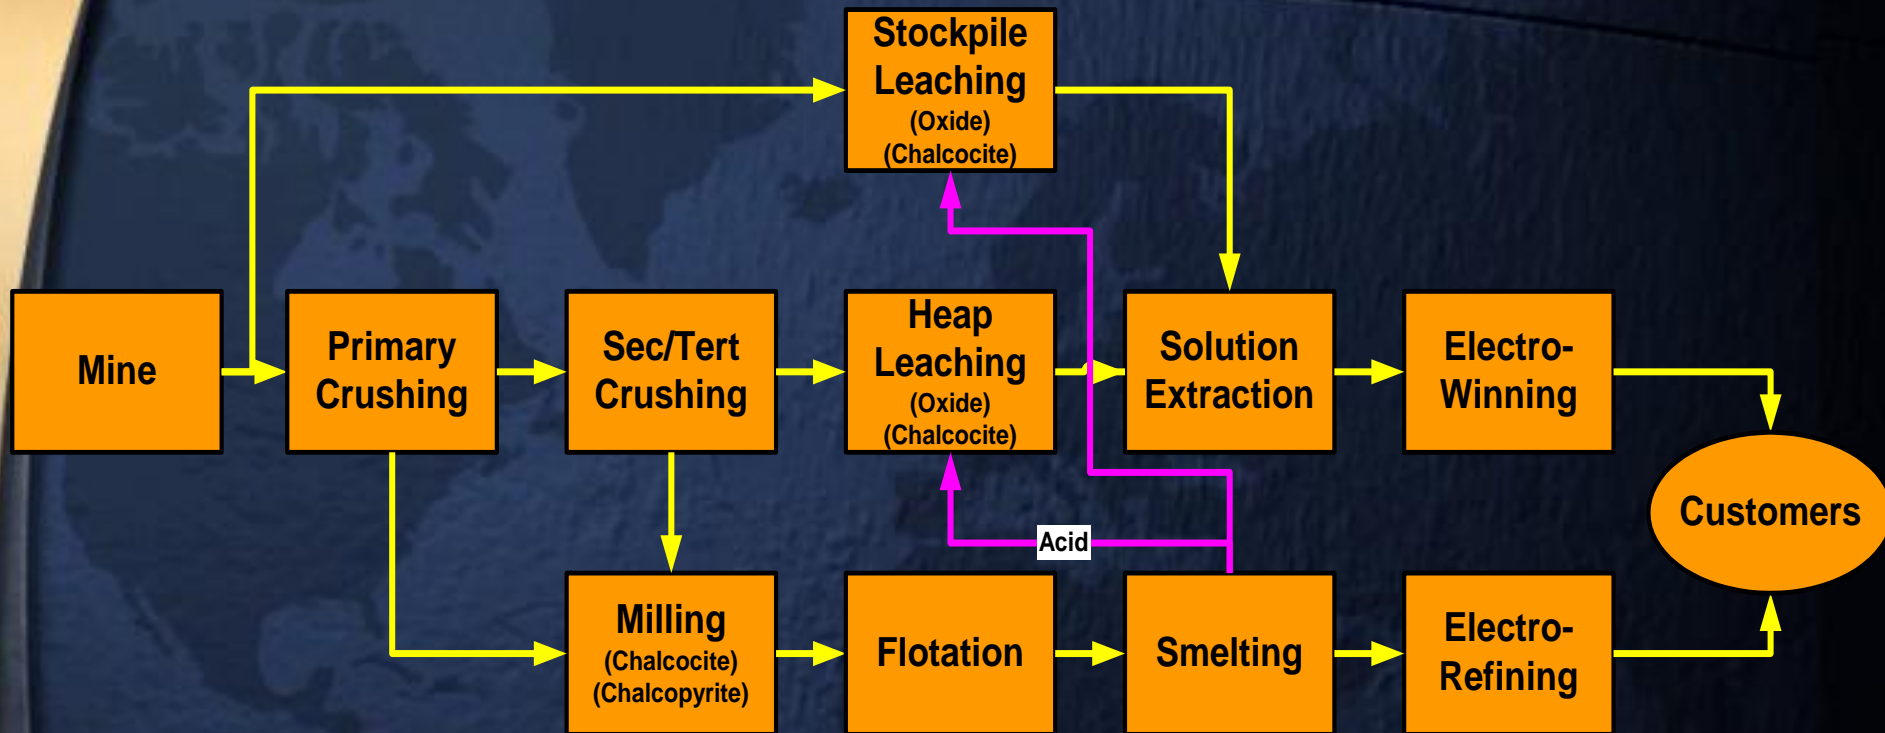 Stockpile
Leaching
(Oxide)
(Chalcocite)
Mine
Primary
Crushing
Sec/Tert
Crushing
Heap
Leaching
(Oxide)
(Chalcocite)
Solution
Extraction
Electro-
Winning
Customers
Acid
Milling
(Chalcocite)
(Chalcopyrite)
Flotation
Smelting
Electro-
Refining